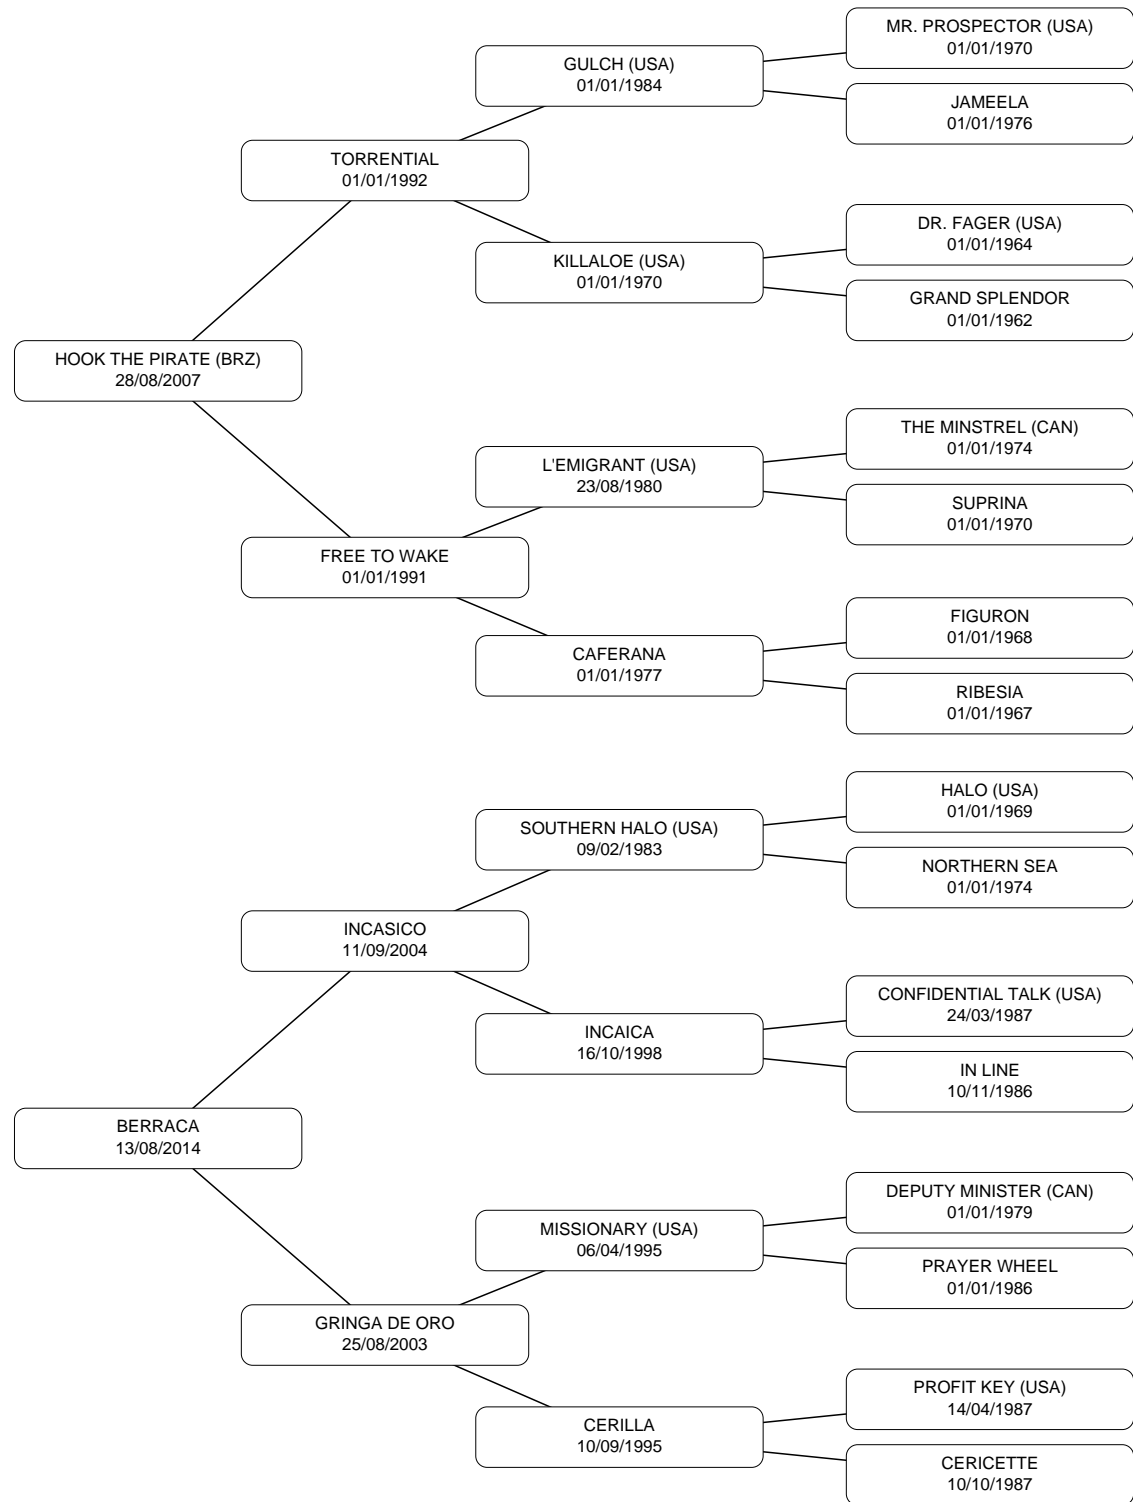 MR. PROSPECTOR (USA)
01/01/1970
GULCH (USA)
01/01/1984
JAMEELA
01/01/1976
TORRENTIAL
01/01/1992
DR. FAGER (USA)
01/01/1964
KILLALOE (USA)
01/01/1970
GRAND SPLENDOR
01/01/1962
HOOK THE PIRATE (BRZ)
28/08/2007
THE MINSTREL (CAN)
01/01/1974
L'EMIGRANT (USA)
23/08/1980
SUPRINA
01/01/1970
FREE TO WAKE
01/01/1991
FIGURON
01/01/1968
CAFERANA
01/01/1977
RIBESIA
01/01/1967
HALO (USA)
01/01/1969
SOUTHERN HALO (USA)
09/02/1983
NORTHERN SEA
01/01/1974
INCASICO
11/09/2004
CONFIDENTIAL TALK (USA)
24/03/1987
INCAICA
16/10/1998
IN LINE
10/11/1986
BERRACA
13/08/2014
DEPUTY MINISTER (CAN)
01/01/1979
MISSIONARY (USA)
06/04/1995
PRAYER WHEEL
01/01/1986
GRINGA DE ORO
25/08/2003
PROFIT KEY (USA)
14/04/1987
CERILLA
10/09/1995
CERICETTE
10/10/1987